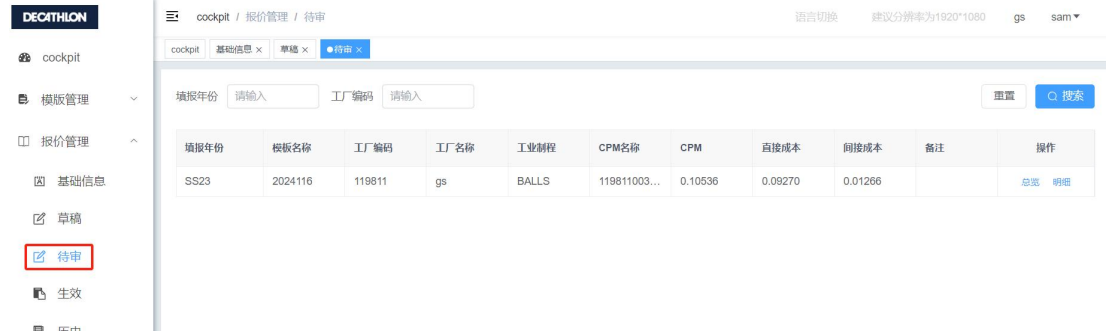 DECATHLON
cockpit / 报价管理 / 待审
语言切换 建议分辨率为1920*1080 gs sam
cockpit 基础信息 × 草稿 × 待审 ×
cockpit
模版管理
报价管理
基础信息
草稿
待审
生效
历史
填报年份 请输入 工厂编码 请输入 重置 搜索
填报年份 模板名称 工厂编码 工厂名称 工业制程 CPM名称 CPM 直接成本 间接成本 备注 操作
SS23 2024116 119811 gs BALLS 119811003... 0.10536 0.09270 0.01266 总览 明细